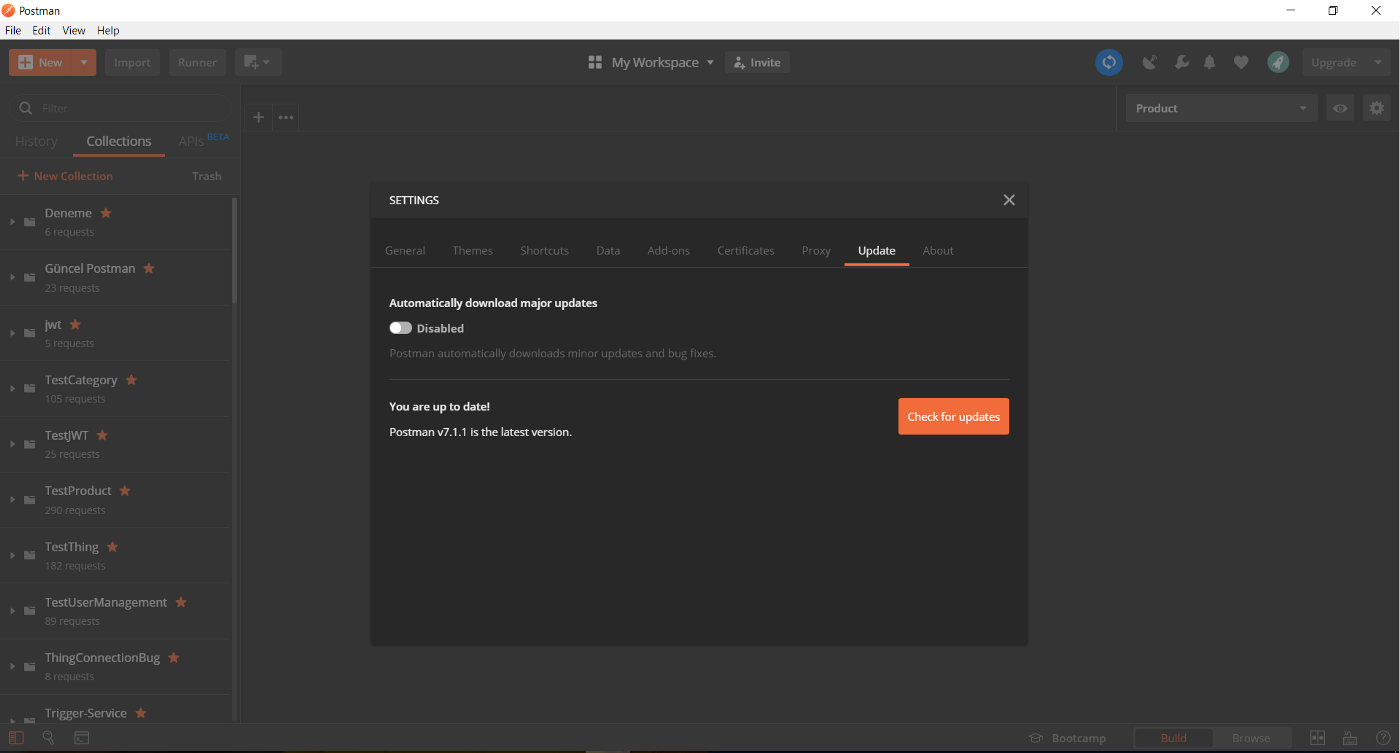 Postman
File Edit View Help
New Import Runner My Workspace Invite Upgrade
Filter
Product
History Collections APIs BETA
New Collection Trash
Deneme
6 requests
Güncel Postman
23 requests
jwt
5 requests
TestCategory
105 requests
TestJWT
25 requests
TestProduct
290 requests
TestThing
182 requests
TestUserManagement
89 requests
ThingConnectionBug
8 requests
Trigger-Service
SETTINGS
General Themes Shortcuts Data Add-ons Certificates Proxy Update About
Automatically download major updates
Disabled
Postman automatically downloads minor updates and bug fixes.
You are up to date!
Check for updates
Postman v7.1.1 is the latest version.
Bootcamp Build Browse